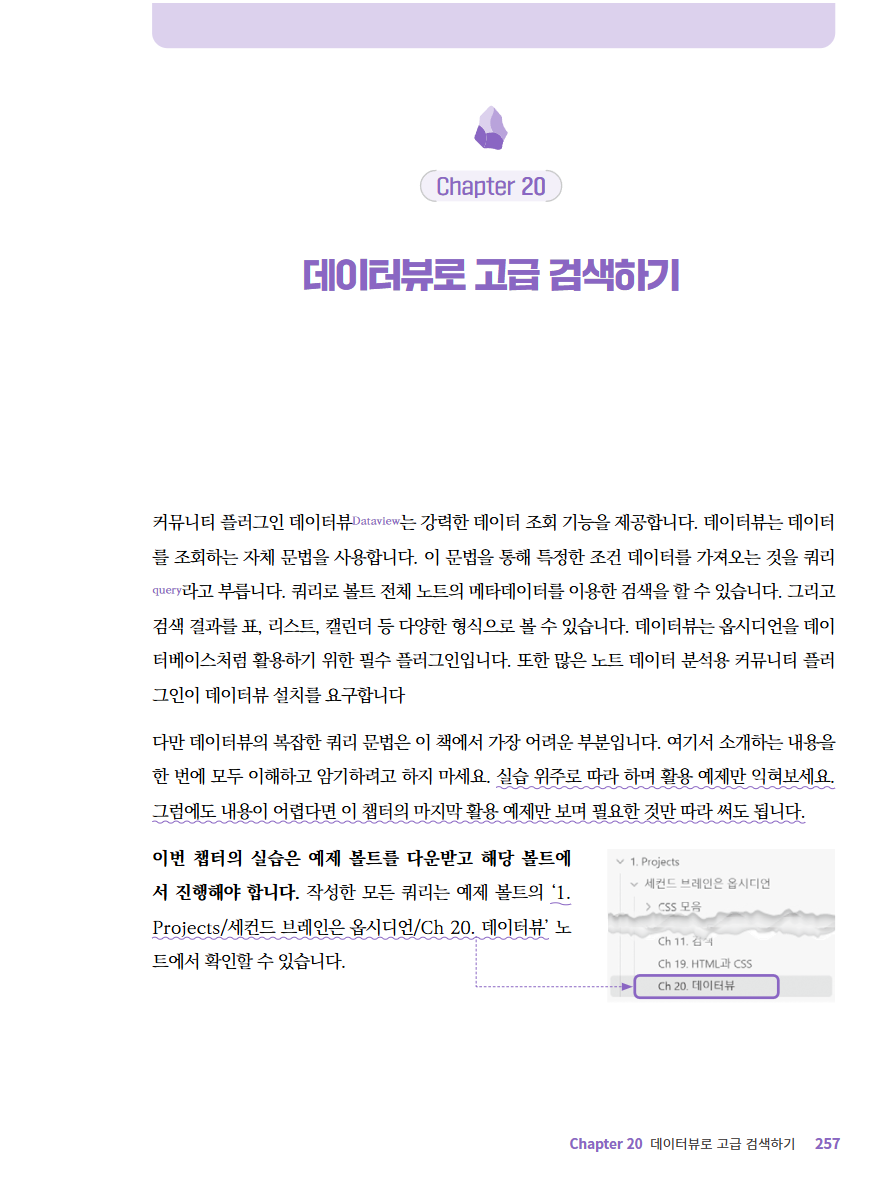 Chapter 20
데이터뷰로 고급 검색하기
커뮤니티 플러그인 데이터뷰Dataview는 강력한 데이터 조회 기능을 제공합니다. 데이터뷰는 데이터
를 조회하는 자체 문법을 사용합니다. 이 문법을 통해 특정한 조건 데이터를 가져오는 것을 쿼리
query라고 부릅니다. 쿼리로 볼트 전체 노트의 메타데이터를 이용한 검색을 할 수 있습니다. 그리고
검색 결과를 표, 리스트, 캘린더 등 다양한 형식으로 볼 수 있습니다. 데이터뷰는 옵시디언을 데이
터베이스처럼 활용하기 위한 필수 플러그인입니다. 또한 많은 노트 데이터 분석용 커뮤니티 플러
그인이 데이터뷰 설치를 요구합니다
다만 데이터뷰의 복잡한 쿼리 문법은 이 책에서 가장 어려운 부분입니다. 여기서 소개하는 내용을
한 번에 모두 이해하고 암기하려고 하지 마세요. 실습 위주로 따라 하며 활용 예제만 익혀보세요.
그럼에도 내용이 어렵다면 이 챕터의 마지막 활용 예제만 보며 필요한 것만 따라 써도 됩니다.
이번 챕터의 실습은 예제 볼트를 다운받고 해당 볼트에
서 진행해야 합니다. 작성한 모든 쿼리는 예제 볼트의 ‘1.
Projects/세컨드 브레인은 옵시디언/Ch 20. 데이터뷰’ 노
트에서 확인할 수 있습니다.
1. Projects
세컨드 브레인은 옵시디언
CSS 모음
Ch 11. 검색
Ch 19. HTML과 CSS
Ch 20. 데이터뷰
Chapter 20 데이터뷰로 고급 검색하기 257